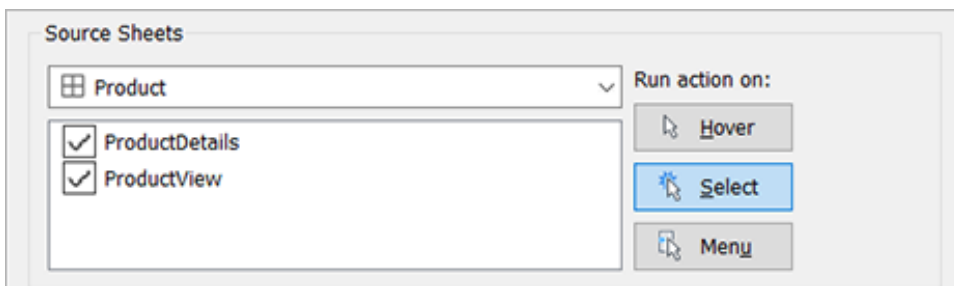 Source Sheets
Product
ProductDetails
ProductView
Run action on:
Hover
Select
Menu